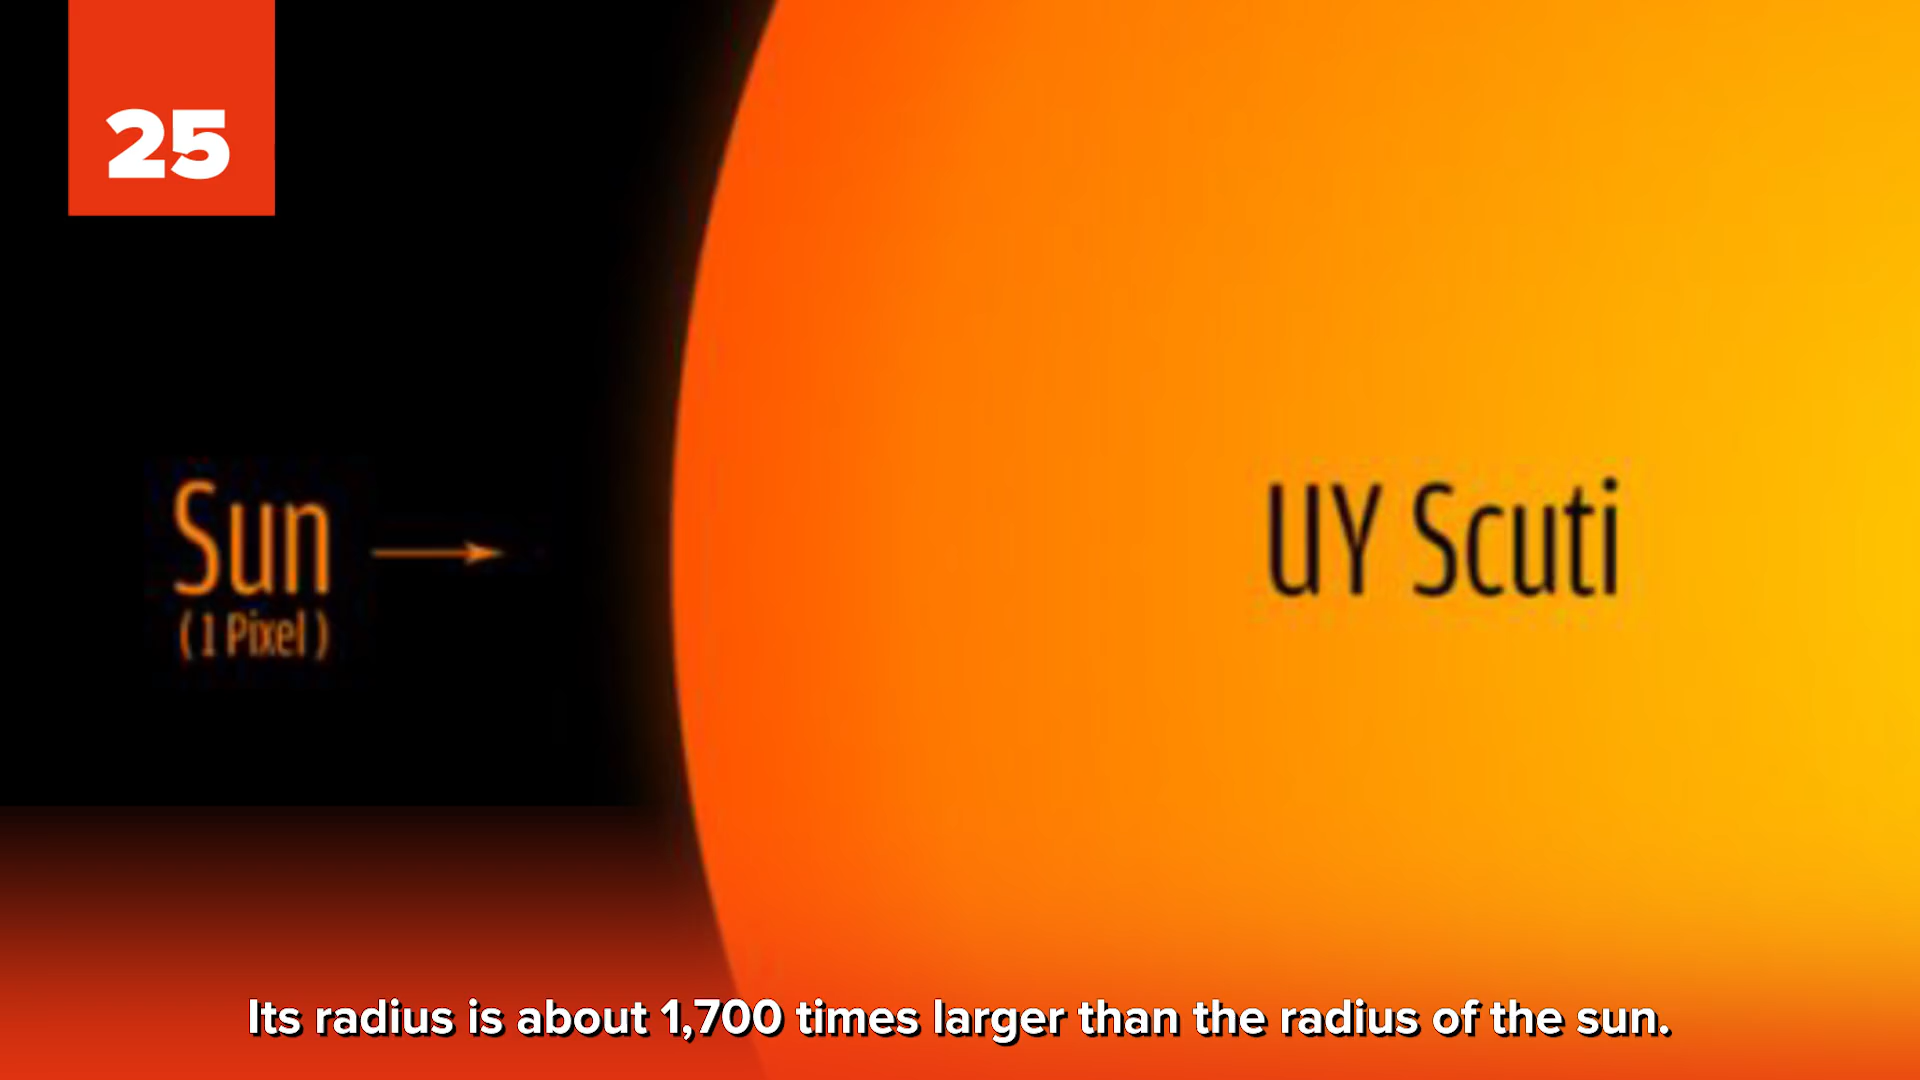 25
Sun
(1 Pixel)
UY Scuti
Its radius is about 1,700 times larger than the radius of the sun.